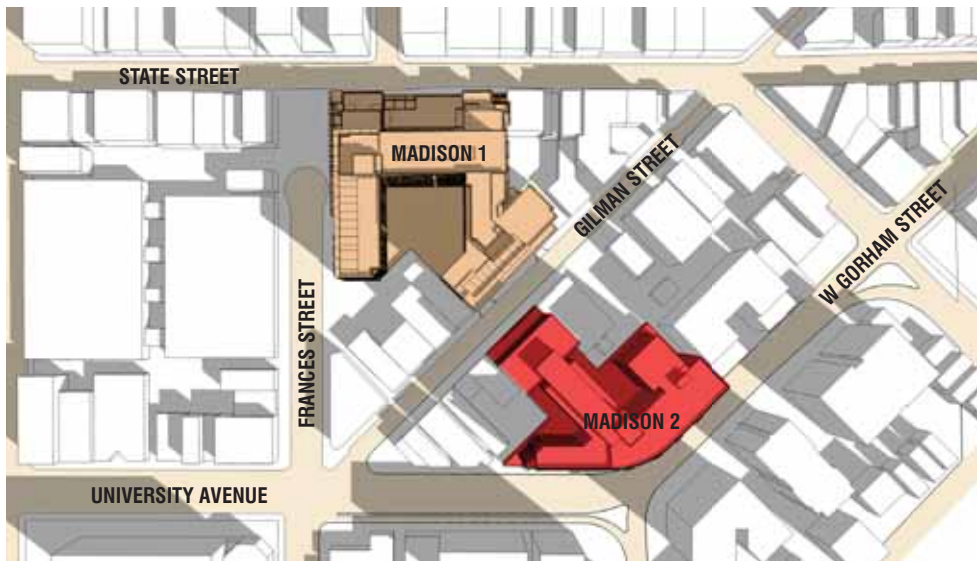 STATE STREET
MADISON 1
GILMAN STREET
W GORHAM STREET
FRANCES STREET
MADISON 2
UNIVERSITY AVENUE